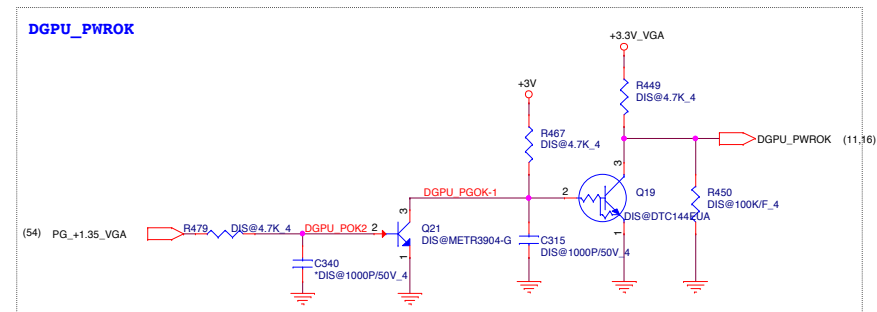 DGPU_PWROK
+3.3V_VGA
R449
DIS@4.7K_4
+3V
R467
DIS@4.7K_4
DGPU_PWROK (11,16)
3
DGPU_PGOK-1
2
Q19
R450
DIS@100K/F_4
DIS@DTC144EUA
1
(54) PG_+1.35_VGA
R479 DIS@4.7K_4
DGPU_POK2
2
3
Q21
DIS@METR3904-G
1
C315
DIS@1000P/50V_4
C340
*DIS@1000P/50V_4